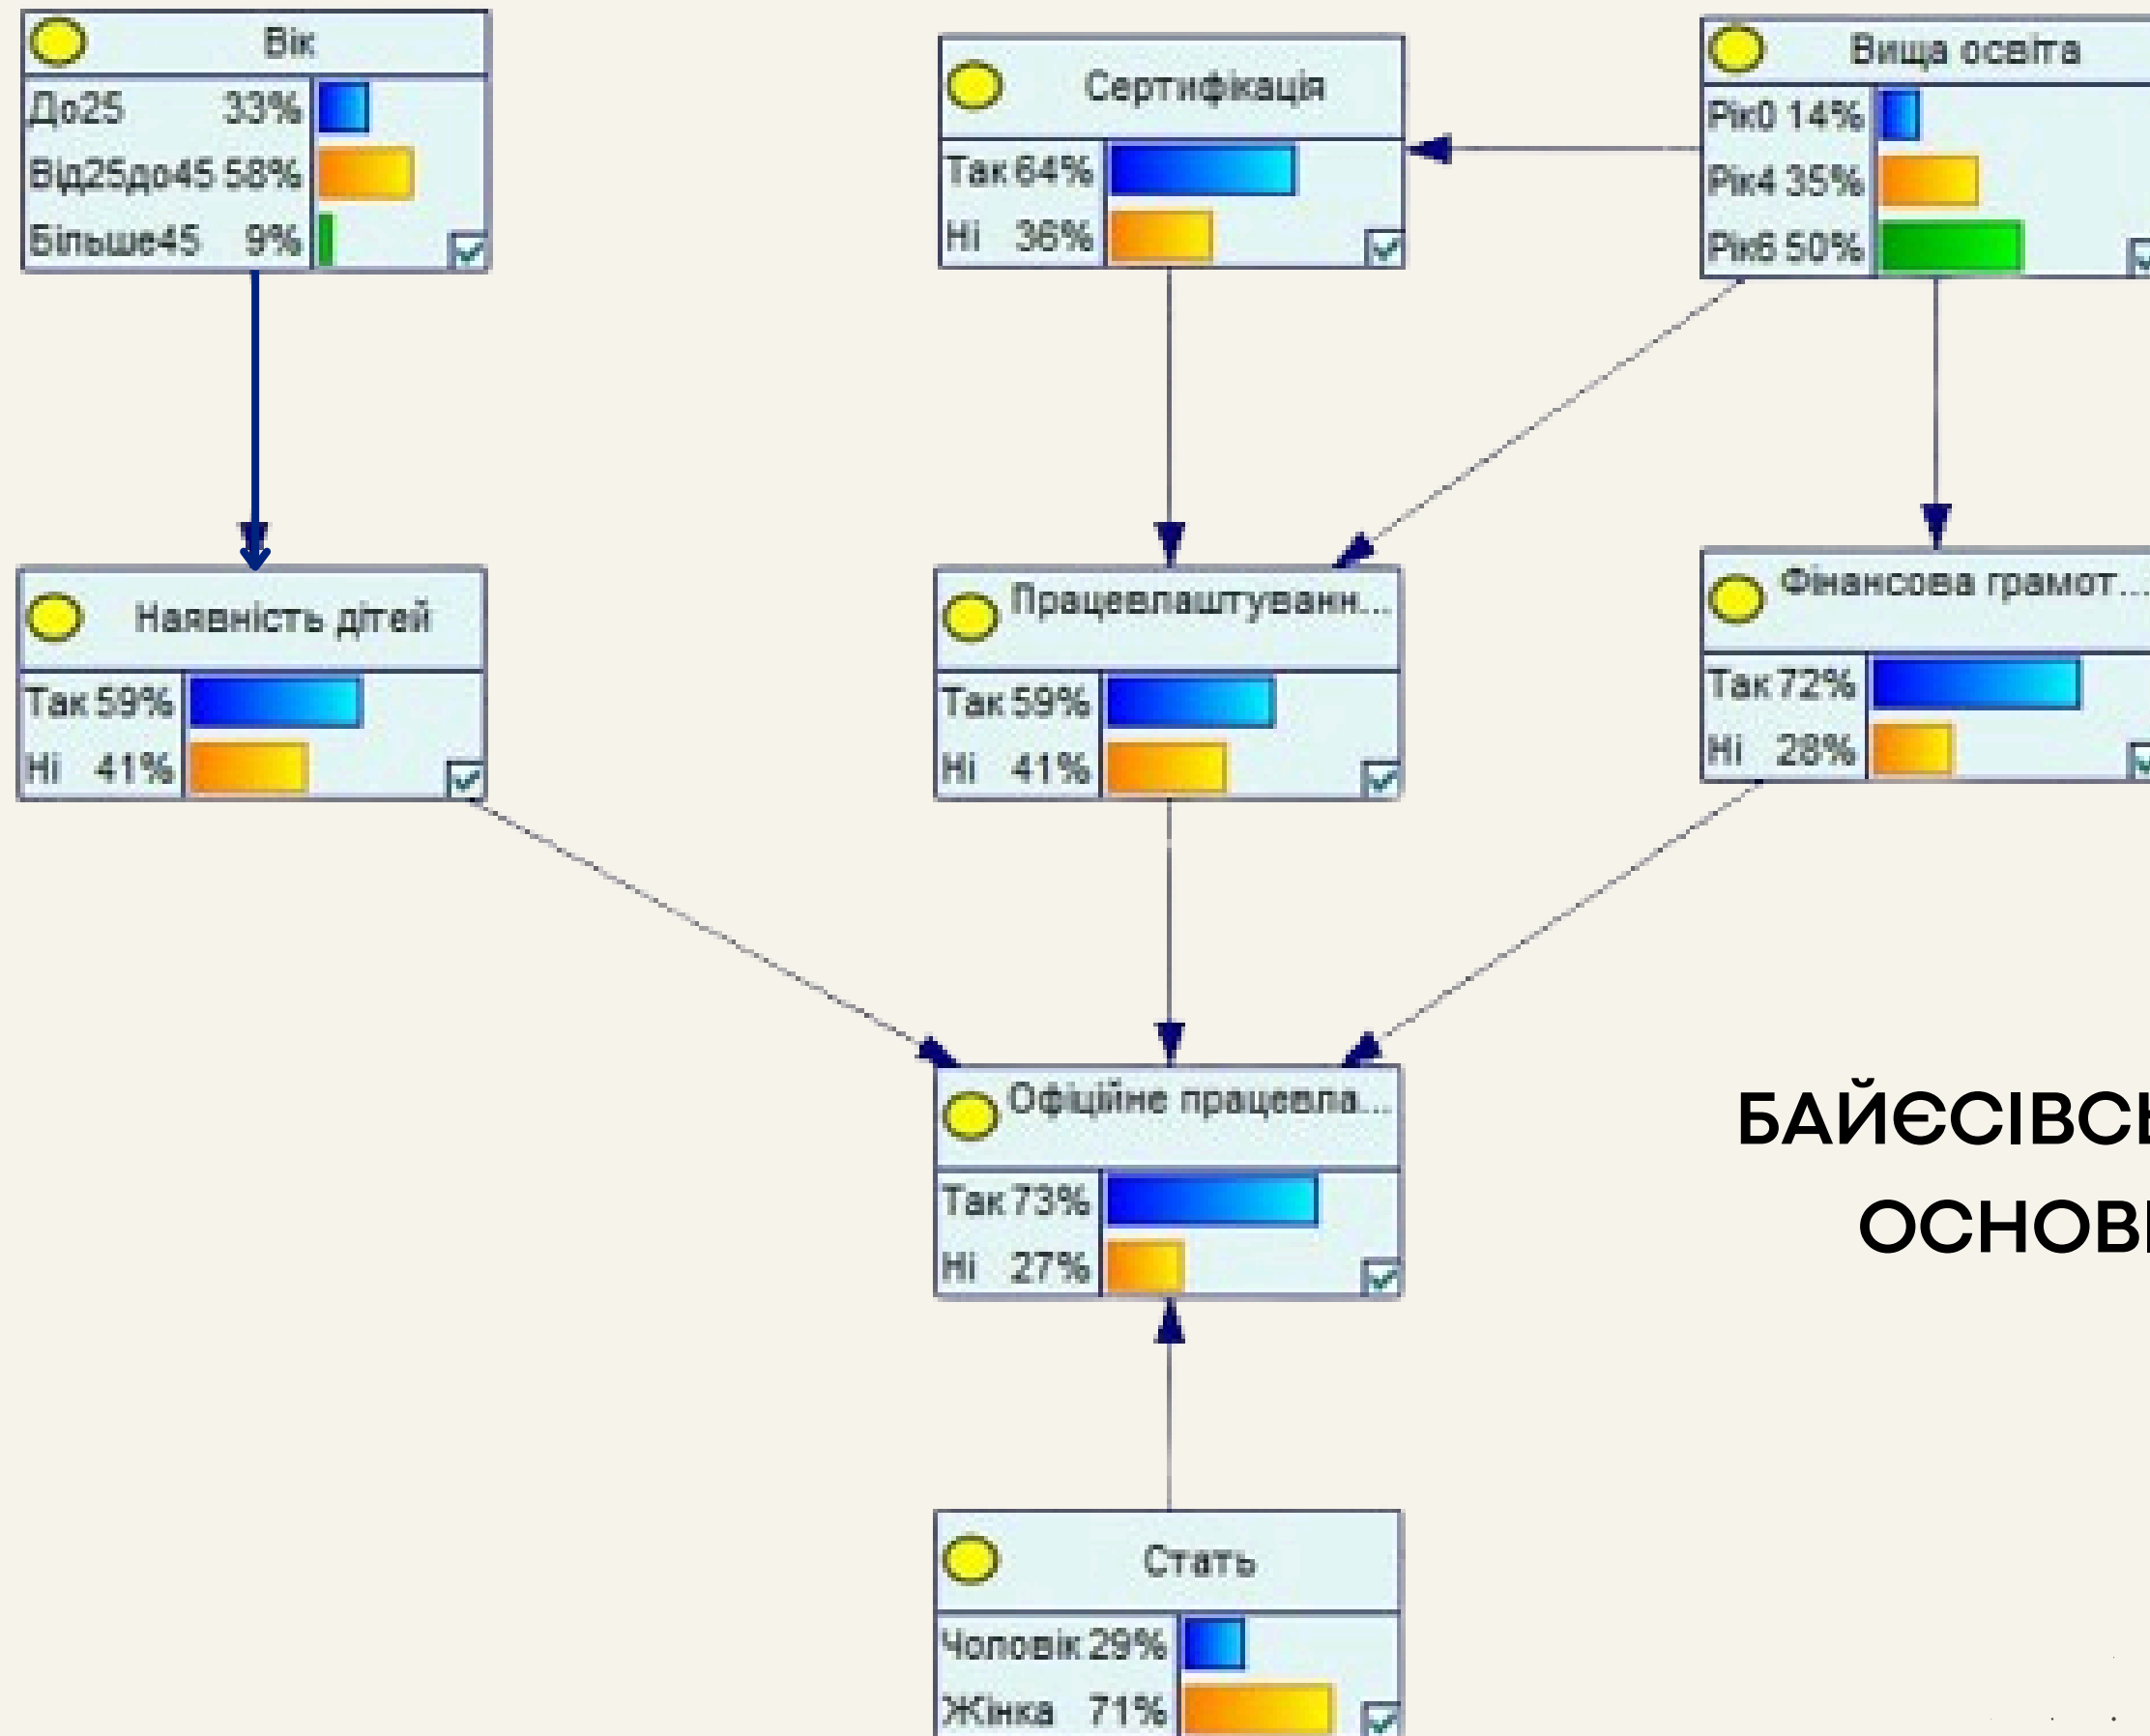 Вік
До25 33%
Від25до45 58%
Більше45 9%
Сертифікація
Так 64%
Ні 36%
Вища освіта
Рік0 14%
Рік4 35%
Рік6 50%
Наявність дітей
Так 59%
Ні 41%
Працевлаштуванн...
Так 59%
Ні 41%
Фінансова грамот...
Так 72%
Ні 28%
Офіційне працевла...
Так 73%
Ні 27%
БАЙЄСІВСЬ
ОСНОВІ
Стать
Чоловік 29%
Жінка 71%